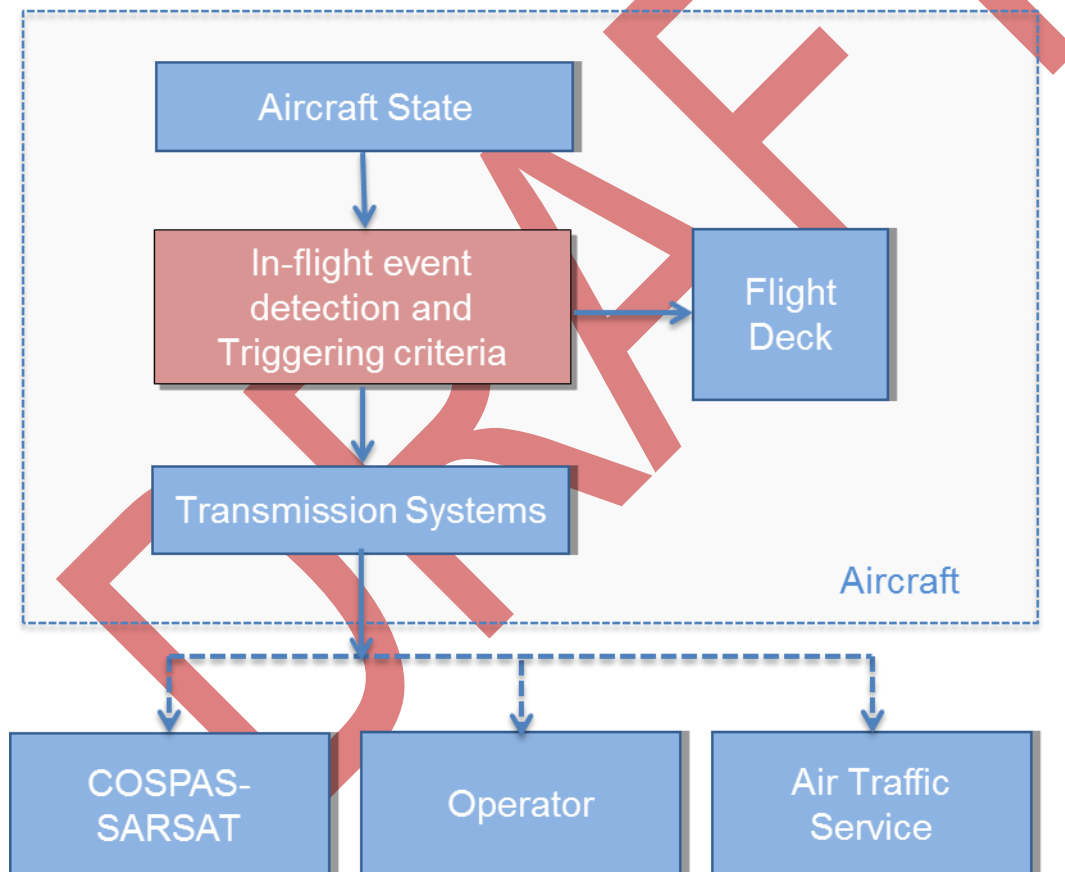 Aircraft State
In-flight event
detection and
Triggering criteria
Flight
Deck
Transmission Systems
Aircraft
COSPAS-
SARSAT
Operator
Air Traffic
Service
DRAFT